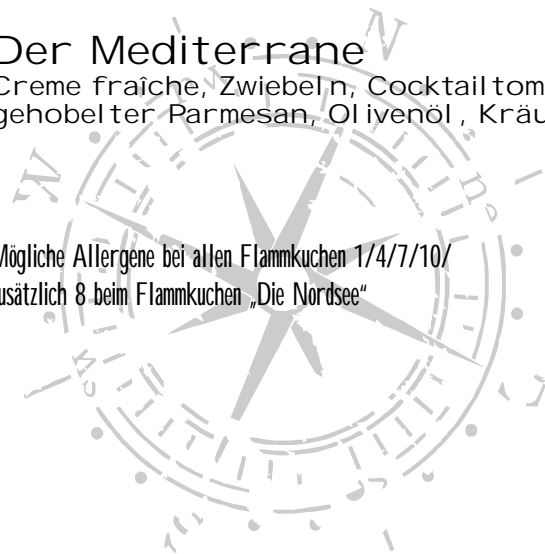 Der Mediterrane
Creme fraîche, Zwiebeln, Cocktailtom
gehobelter Parmesan, Olivenöl, Kräu
Mögliche Allergene bei allen Flammkuchen 1/4/7/10/
usätzlich 8 beim Flammkuchen „Die Nordsee“